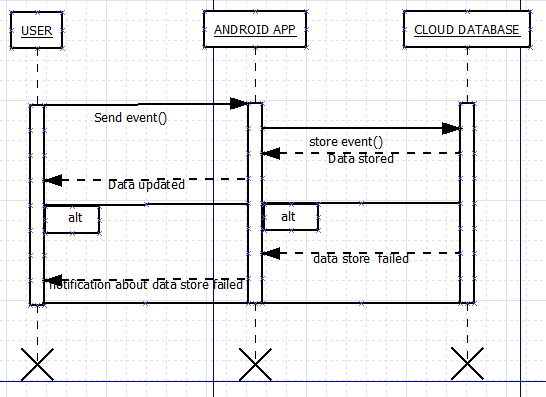 USER
ANDROID APP
CLOUD DATABASE
Send event()
store event()
Data stored
Data updated
alt
alt
data store failed
notification about data store failed